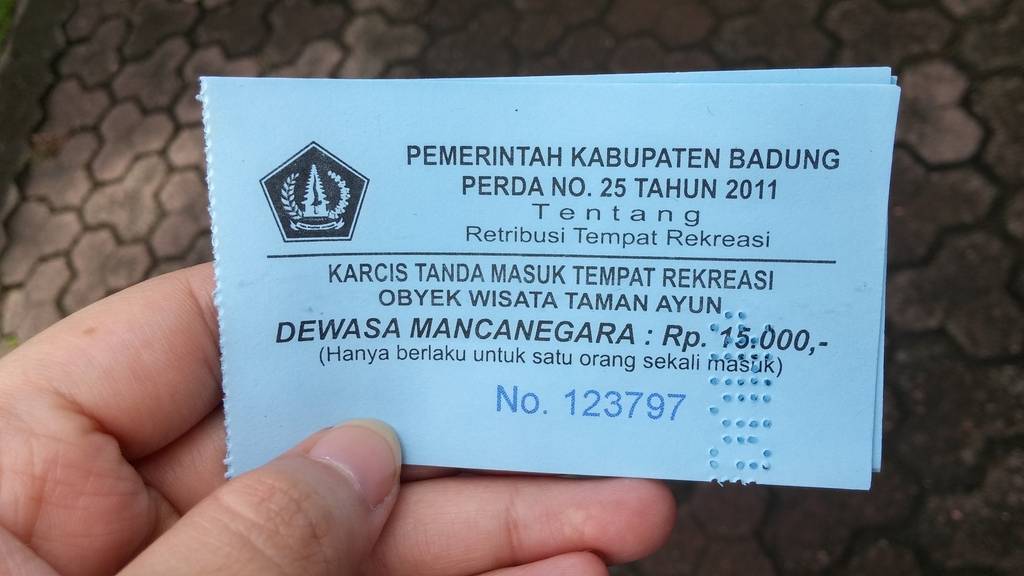 PEMERINTAH KABUPATEN BADUNG
PERDA NO. 25 TAHUN 2011
Tentang
Retribusi Tempat Rekreasi
KARCIS TANDA MASUK TEMPAT REKREASI
OBYEK WISATA TAMAN AYUN
DEWASA MANCANEGARA : Rp. 15.000,-
(Hanya berlaku untuk satu orang sekali masuk)
No. 123797